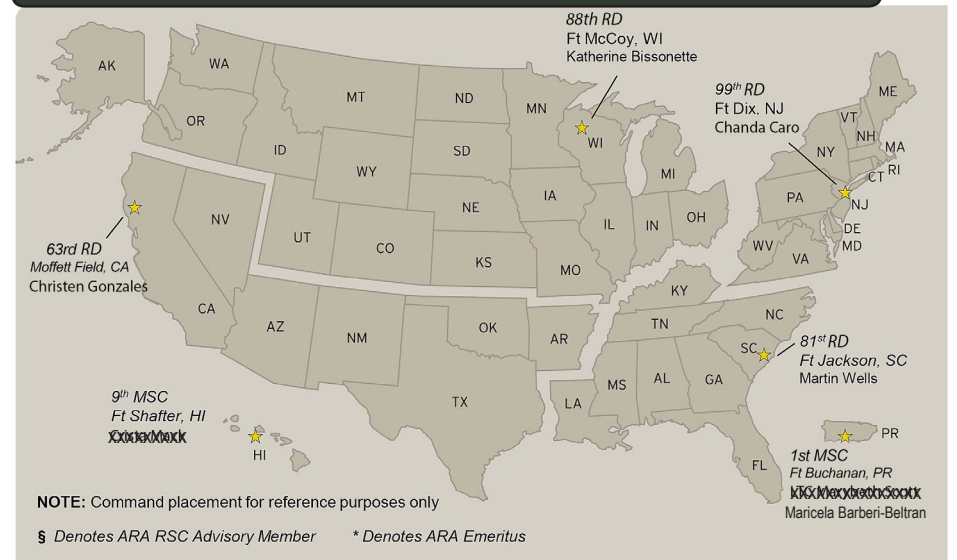 88th RD
Ft McCoy, WI
Katherine Bissonette
99th RD
Ft Dix, NJ
Chanda Caro
AK
WA
MT
ND
MN
ME
VT
NH
OR
ID
SD
WI
NY
MA
WY
MI
RI
CT
IA
PA
NJ
NV
NE
IL
IN
OH
DE
MD
UT
CO
WV
VA
63rd RD
Moffett Field, CA
Christen Gonzales
KS
MO
KY
CA
AZ
NM
OK
AR
TN
NC
SC
81st RD
Ft Jackson, SC
Martin Wells
MS
AL
GA
TX
LA
9th MSC
Ft Shafter, HI
HI
PR
FL
1st MSC
Ft Buchanan, PR
Maricela Barberi-Beltran
NOTE: Command placement for reference purposes only
§ Denotes ARA RSC Advisory Member * Denotes ARA Emeritus